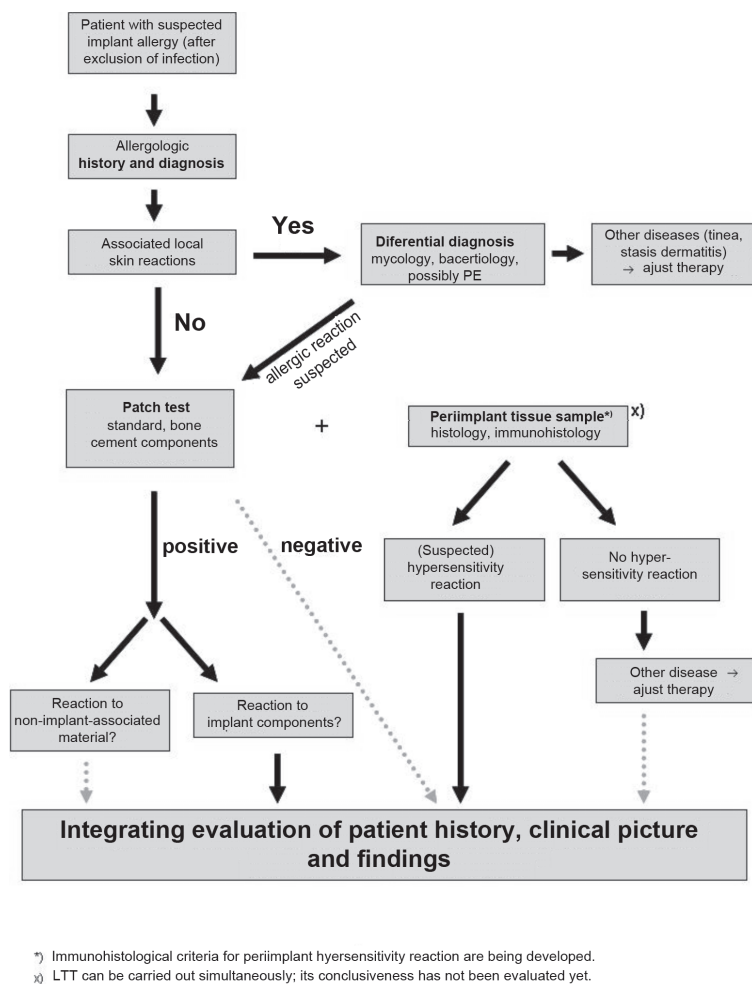 Patient with suspected
implant allergy (after
exclusion of infection)
Allergologic
history and diagnosis
Associated local
skin reactions
Yes
Diferential diagnosis
mycology, bacertiology,
possibly PE
Other diseases (tinea,
stasis dermatitis)
→ ajust therapy
No
allergic reaction
suspected
Patch test
standard, bone
cement components
+
Periimplant tissue sample*)
histology, immunohistology
x)
positive
negative
(Suspected)
hypersensitivity
reaction
No hyper-
sensitivity reaction
Other disease →
ajust therapy
Reaction to
non-implant-associated
material?
Reaction to
implant components?
Integrating evaluation of patient history, clinical picture
and findings
*) Immunohistological criteria for periimplant hyersensitivity reaction are being developed.
x) LTT can be carried out simultaneously; its conclusiveness has not been evaluated yet.